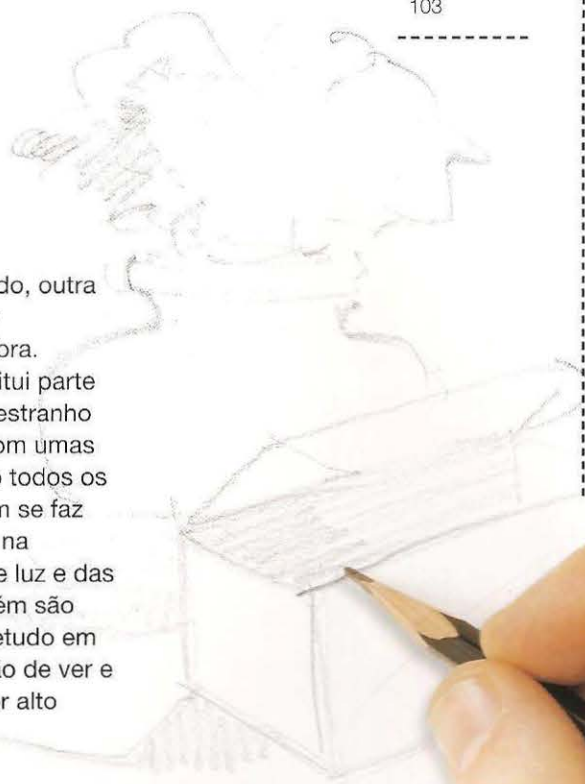 103
do, outra
ora.
itui parte
estranho
om umas
o todos os
n se faz
na
e luz e das
ém são
etudo em
ão de ver e
r alto